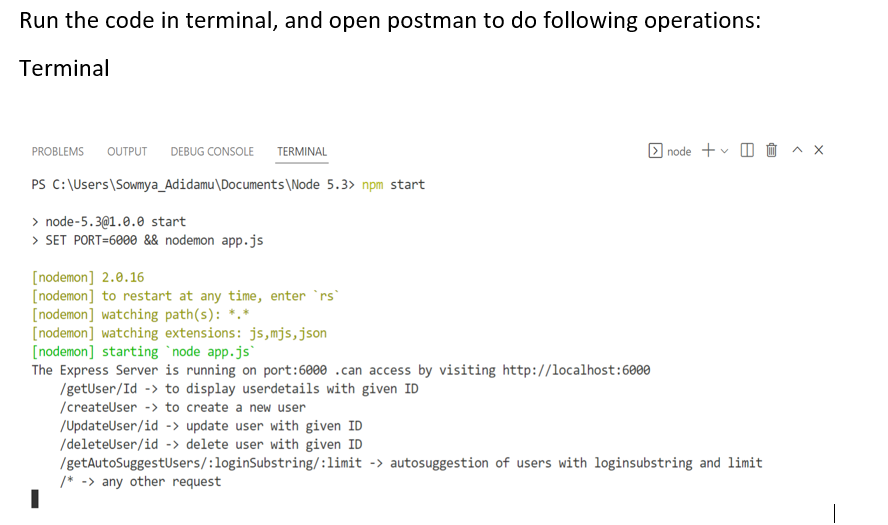 Run the code in terminal, and open postman to do following operations:
Terminal
PROBLEMS OUTPUT DEBUG CONSOLE TERMINAL node
PS C:\Users\Sowmya_Adidamu\Documents\Node 5.3> npm start
> node-5.3@1.0.0 start
> SET PORT=6000 && nodemon app.js
[nodemon] 2.0.16
[nodemon] to restart at any time, enter `rs`
[nodemon] watching path(s): *.*
[nodemon] watching extensions: js,mjs,json
[nodemon] starting `node app.js`
The Express Server is running on port:6000 .can access by visiting http://localhost:6000
/getUser/Id -> to display userdetails with given ID
/createUser -> to create a new user
/UpdateUser/id -> update user with given ID
/deleteUser/id -> delete user with given ID
/getAutoSuggestUsers/:loginSubstring/:limit -> autosuggestion of users with loginsubstring and limit
/* -> any other request